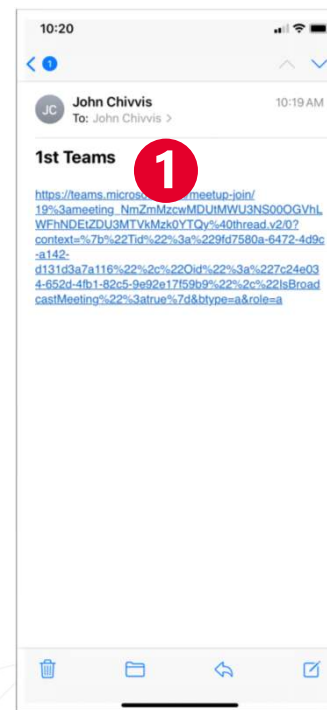 10:20
1
JC
John Chivvis
10:19 AM
To: John Chivvis >
1st Teams
1
https://teams.microso /meetup-join/
19%3ameeting_NmZmMzcwMDUtMWU3NS00OGVhL
WFhNDEtZDU3MTVkMzk0YTQy%40thread.v2/0?
context=%7b%22Tid%22%3a%229fd7580a-6472-4d9c
-a142-
d131d3a7a116%22%2c%22Oid%22%3a%227c24e03
4-652d-4fb1-82c5-9e92e17f59b9%22%2c%22IsBroad
castMeeting%22%3atrue%7d&btype=a&role=a